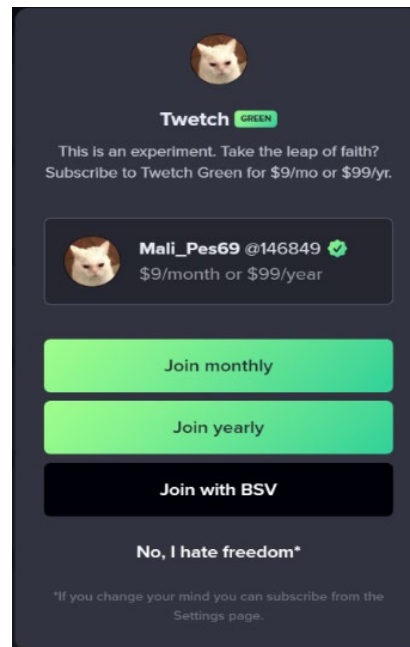 Twetch GREEN
This is an experiment. Take the leap of faith?
Subscribe to Twetch Green for $9/mo or $99/yr.
Mali_Pes69 @146849
$9/month or $99/year
Join monthly
Join yearly
Join with BSV
No, I hate freedom*
*If you change your mind you can subscribe from the
Settings page.